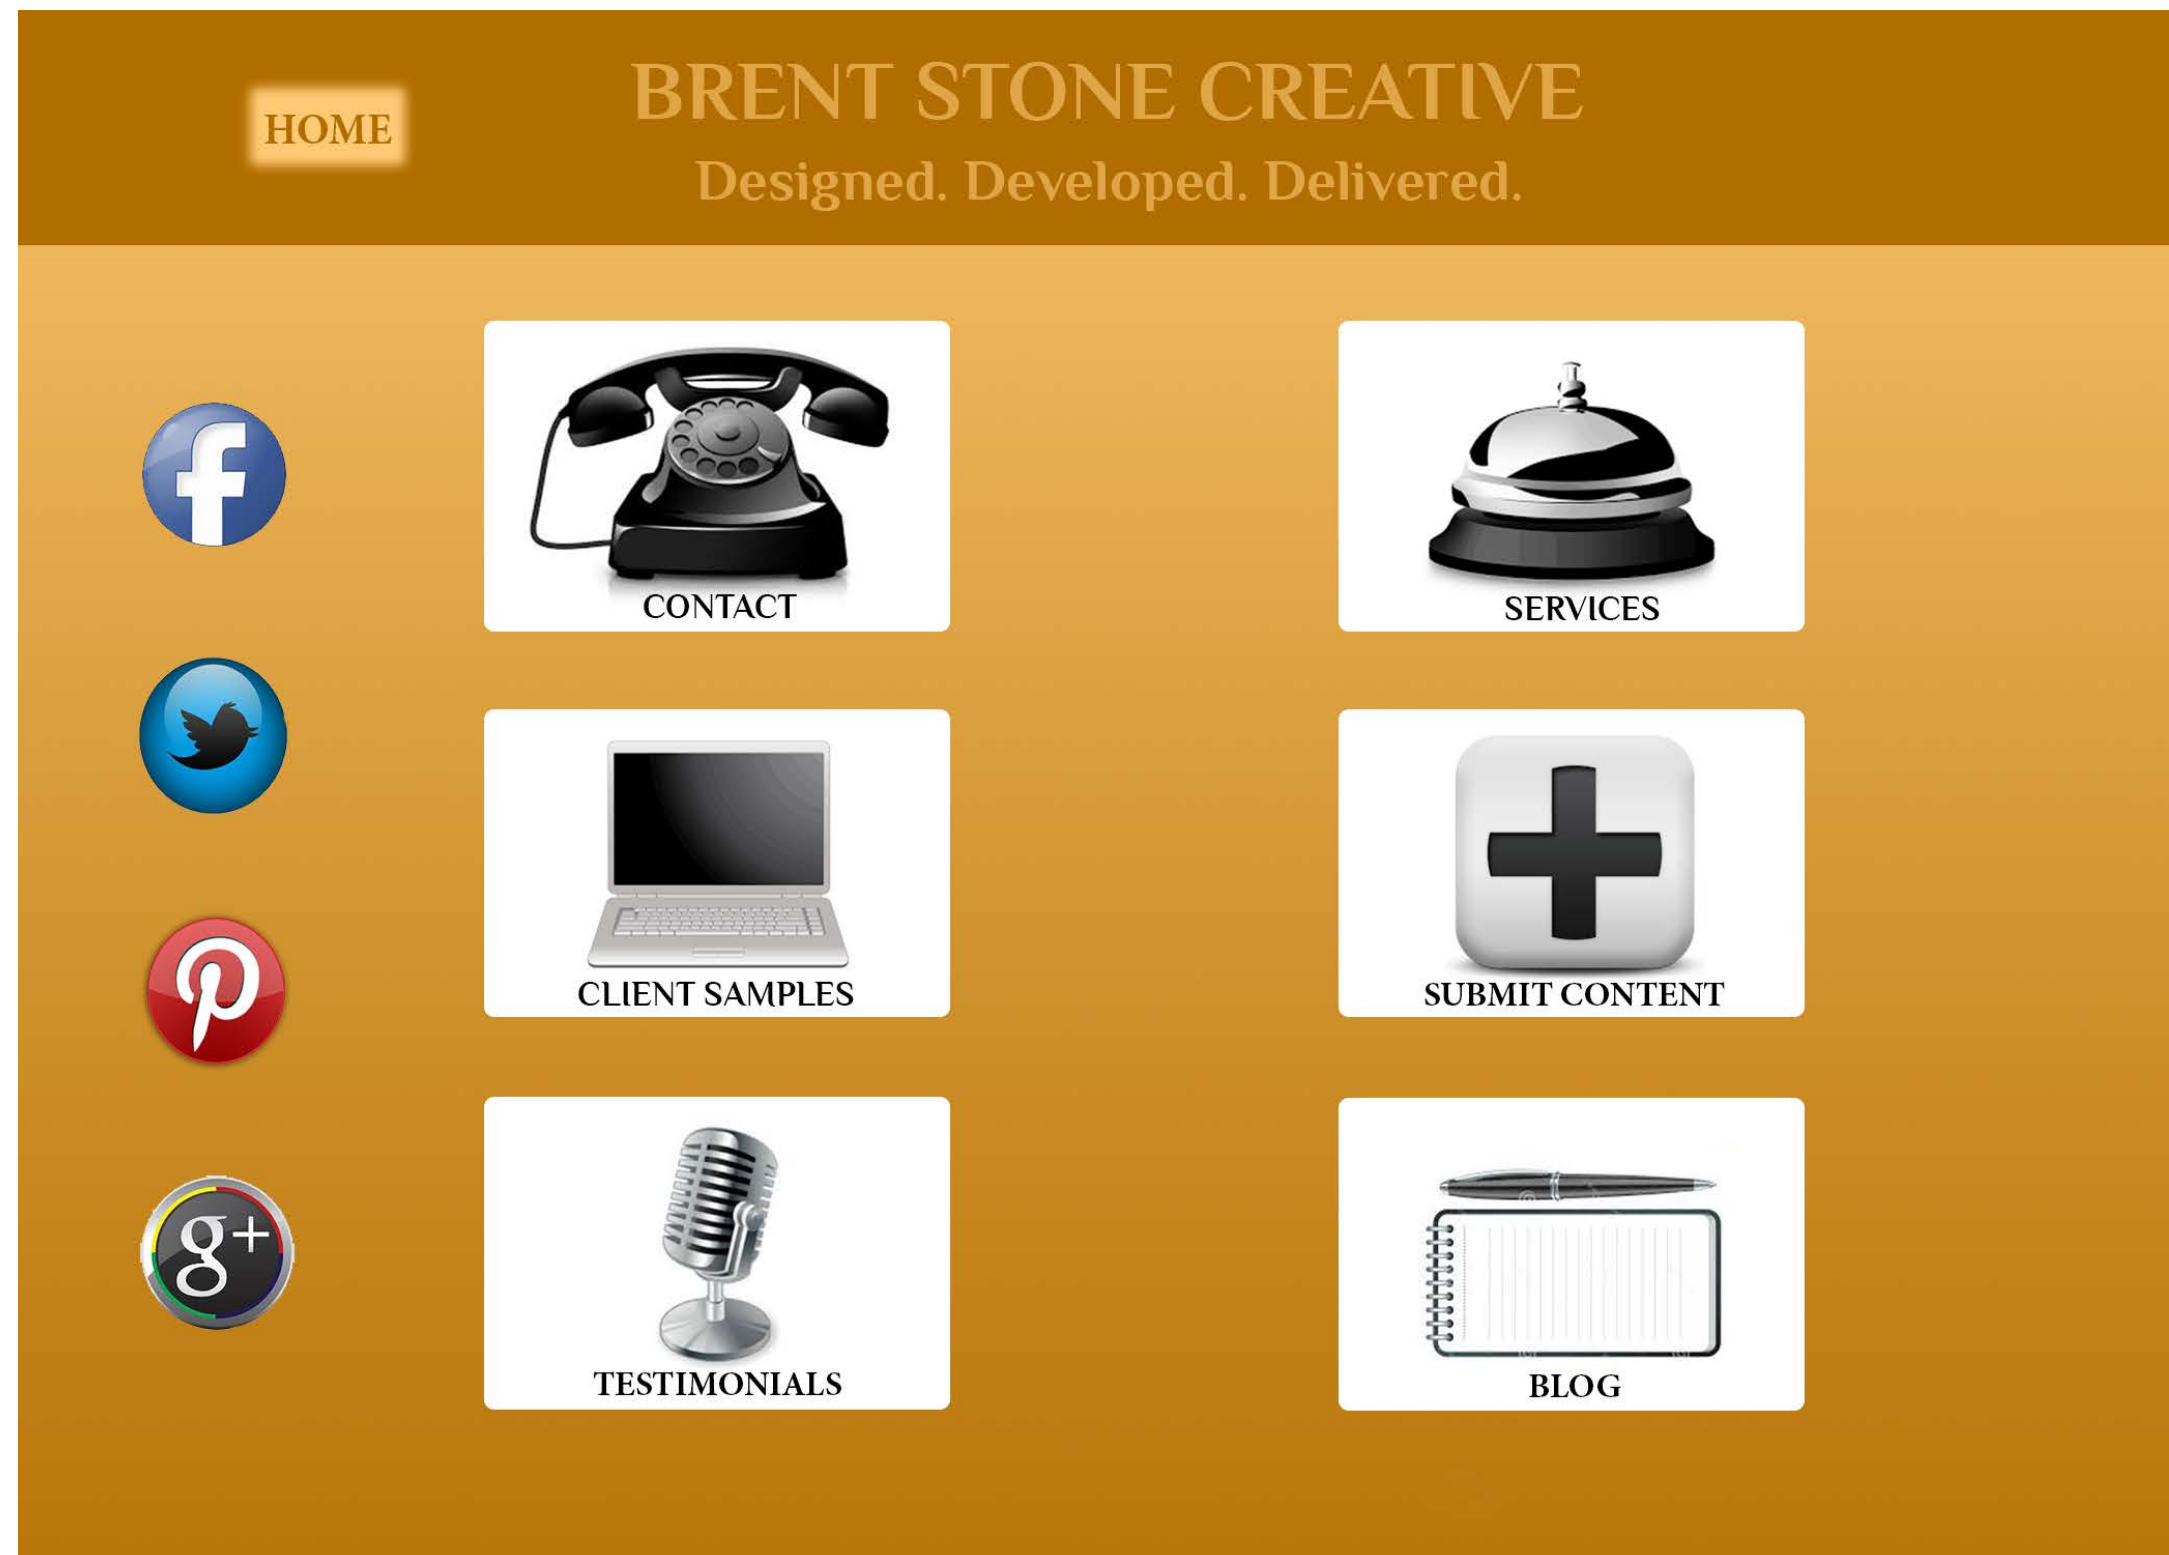 HOME
BRENT STONE CREATIVE
Designed. Developed. Delivered.
f
CONTACT
SERVICES
CLIENT SAMPLES
SUBMIT CONTENT
p
g+
TESTIMONIALS
BLOG